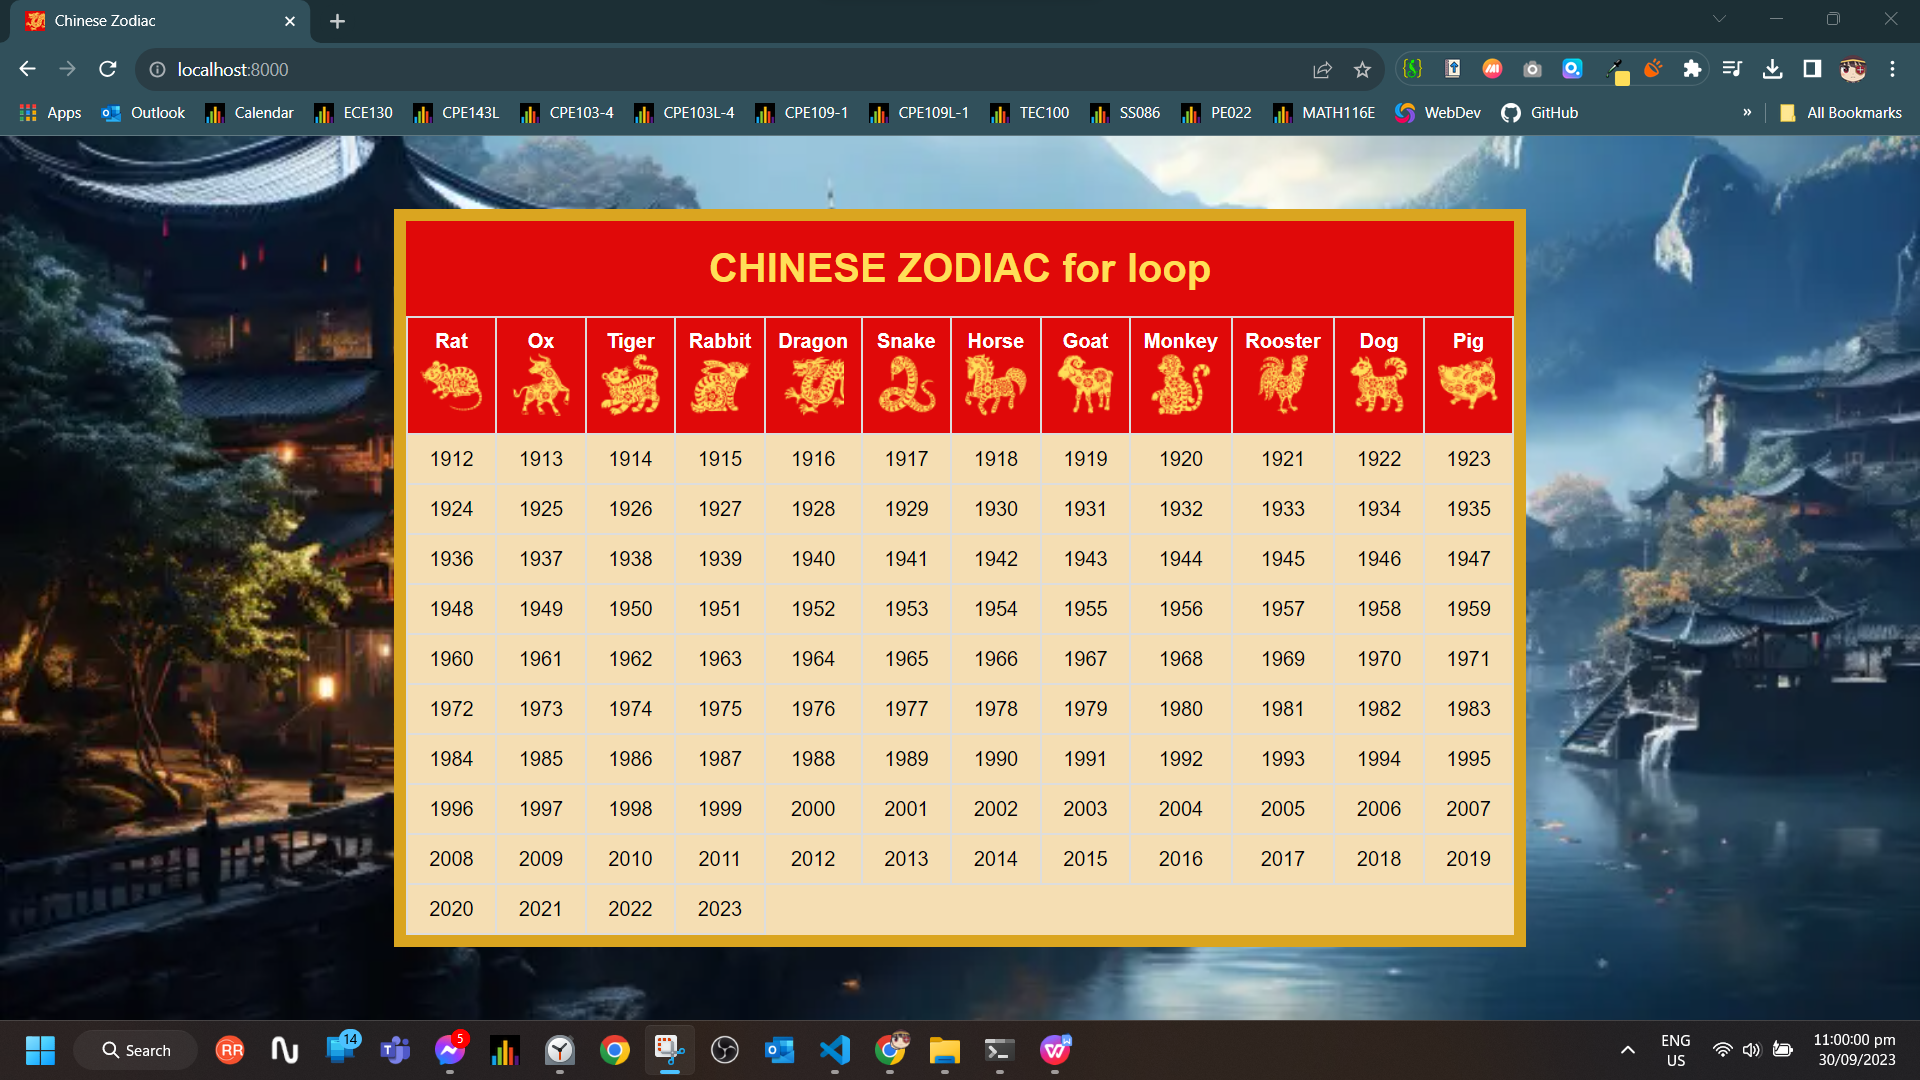 Chinese Zodiac
localhost:8000
Apps Outlook Calendar ECE130 CPE143L CPE103-4 CPE103L-4 CPE109-1 CPE109L-1 TEC100 SS086 PE022 MATH116E WebDev GitHub » All Bookmarks
CHINESE ZODIAC for loop
Rat Ox Tiger Rabbit Dragon Snake Horse Goat Monkey Rooster Dog Pig
1912 1913 1914 1915 1916 1917 1918 1919 1920 1921 1922 1923
1924 1925 1926 1927 1928 1929 1930 1931 1932 1933 1934 1935
1936 1937 1938 1939 1940 1941 1942 1943 1944 1945 1946 1947
1948 1949 1950 1951 1952 1953 1954 1955 1956 1957 1958 1959
1960 1961 1962 1963 1964 1965 1966 1967 1968 1969 1970 1971
1972 1973 1974 1975 1976 1977 1978 1979 1980 1981 1982 1983
1984 1985 1986 1987 1988 1989 1990 1991 1992 1993 1994 1995
1996 1997 1998 1999 2000 2001 2002 2003 2004 2005 2006 2007
2008 2009 2010 2011 2012 2013 2014 2015 2016 2017 2018 2019
2020 2021 2022 2023
Search RR 14 5 ENG 11:00:00 pm
US 30/09/2023